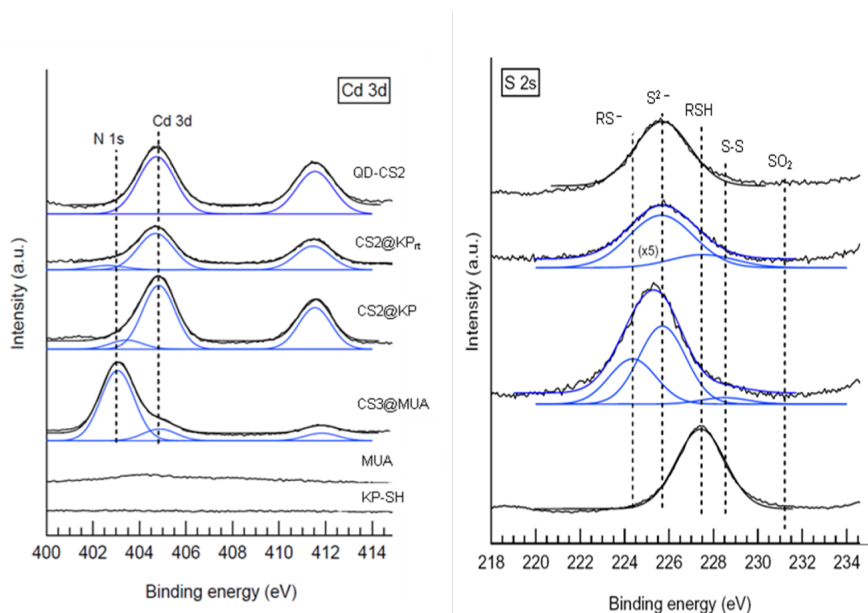 Cd 3d
N 1s
Cd 3d
QD-CS2
CS2@KPrt
CS2@KP
CS3@MUA
MUA
KP-SH
Intensity (a.u.)
400 402 404 406 408 410 412 414
Binding energy (eV)
S 2s
RS-
S2-
RSH
S-S
SO2
(x5)
Intensity (a.u.)
218 220 222 224 225 226 228 230 232 234
Binding energy (eV)